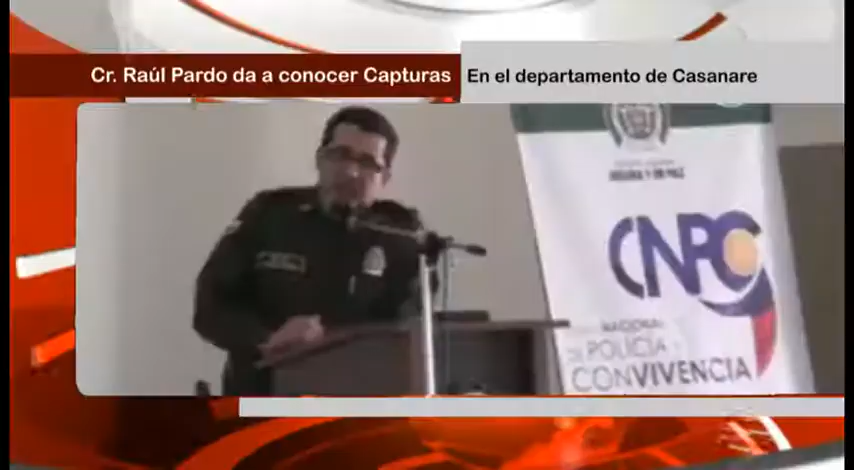 Cr. Raúl Pardo da a conocer Capturas
En el departamento de Casanare
CNPC
NACIONAL
DE POLICÍA Y
CONVIVENCIA